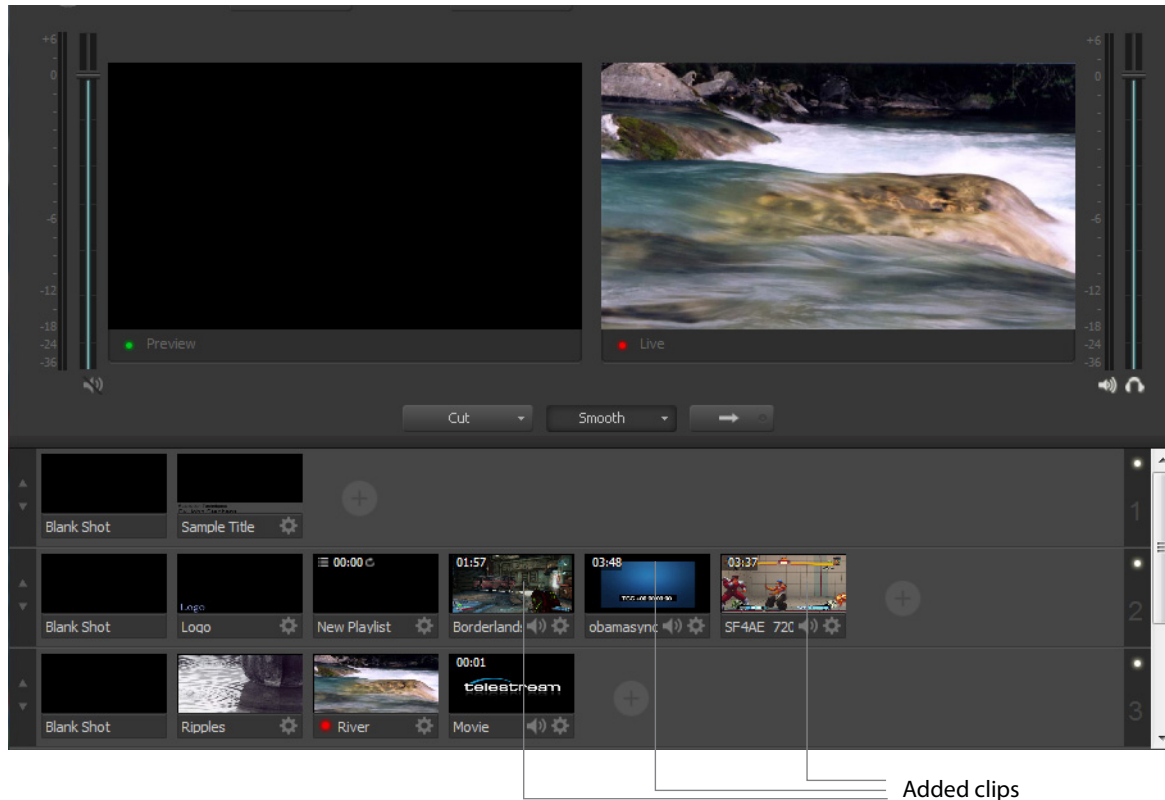 +6
0
-6
-12
-18
-24
-36
+6
0
-6
-12
-18
-24
-36
Preview
Live
Cut
Smooth
Blank Shot
Sample Title
1
Logo
00:00
01:57
03:48
03:37
Blank Shot
Logo
New Playlist
Borderlands
obamasync
SF4AE 720
2
00:01
telestream
Blank Shot
Ripples
River
Movie
3
Added clips